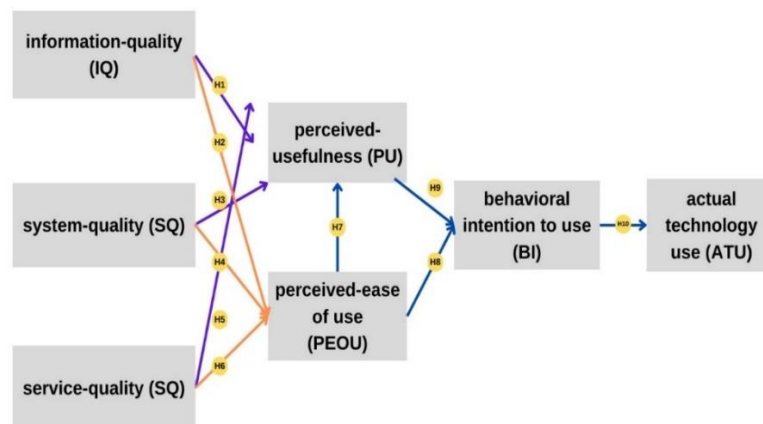 information-quality
(IQ)
H1
H2
perceived-
usefulness (PU)
system-quality (SQ)
H3
H4
H5
H6
service-quality (SQ)
H7
perceived-ease
of use
(PEOU)
H9
H8
behavioral
intention to use
(BI)
H10
actual
technology
use (ATU)